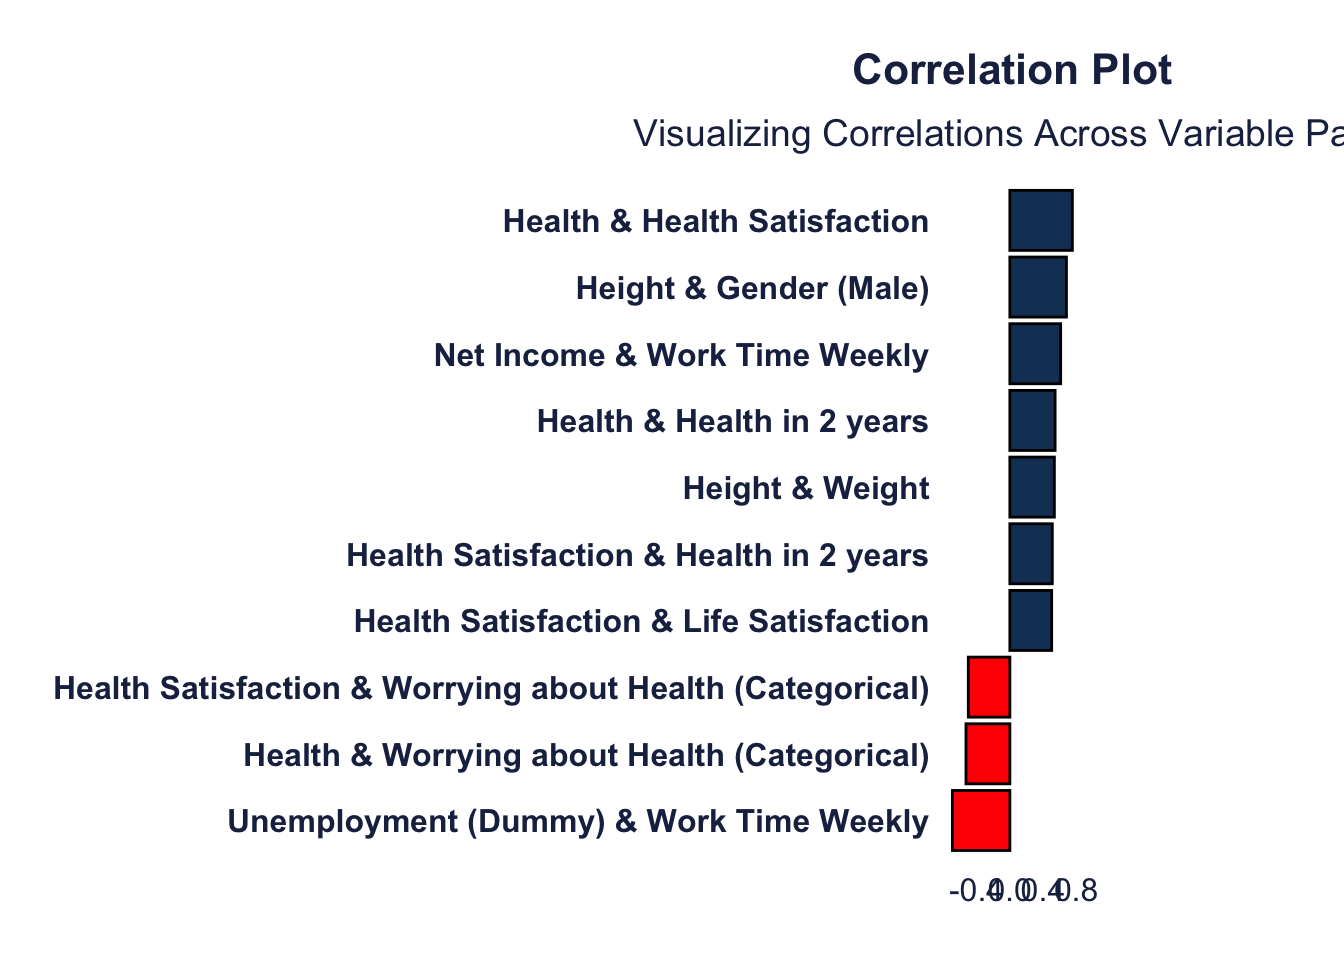 Correlation Plot
Visualizing Correlations Across Variable Pa
Health & Health Satisfaction
Height & Gender (Male)
Net Income & Work Time Weekly
Health & Health in 2 years
Height & Weight
Health Satisfaction & Health in 2 years
Health Satisfaction & Life Satisfaction
Health Satisfaction & Worrying about Health (Categorical)
Health & Worrying about Health (Categorical)
Unemployment (Dummy) & Work Time Weekly
-0.4 0.0 0.4 0.8